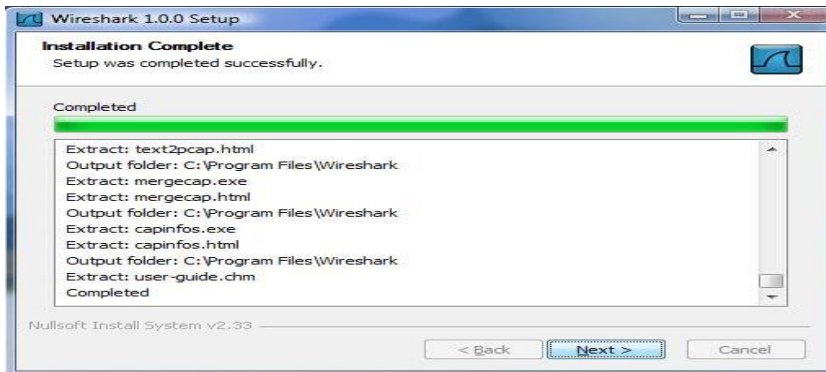 Wireshark 1.0.0 Setup
Installation Complete
Setup was completed successfully.
Completed
Extract: text2pcap.html
Output folder: C:\Program Files\Wireshark
Extract: mergecap.exe
Extract: mergecap.html
Output folder: C:\Program Files\Wireshark
Extract: capinfos.exe
Extract: capinfos.html
Output folder: C:\Program Files\Wireshark
Extract: user-guide.chm
Completed
Nullsoft Install System v2.33
< Back
Next >
Cancel